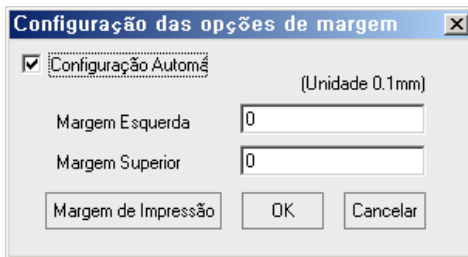 Configuração das opções de margem
Configuração Automá
(Unidade 0.1mm)
Margem Esquerda 0
Margem Superior 0
Margem de Impressão OK Cancelar